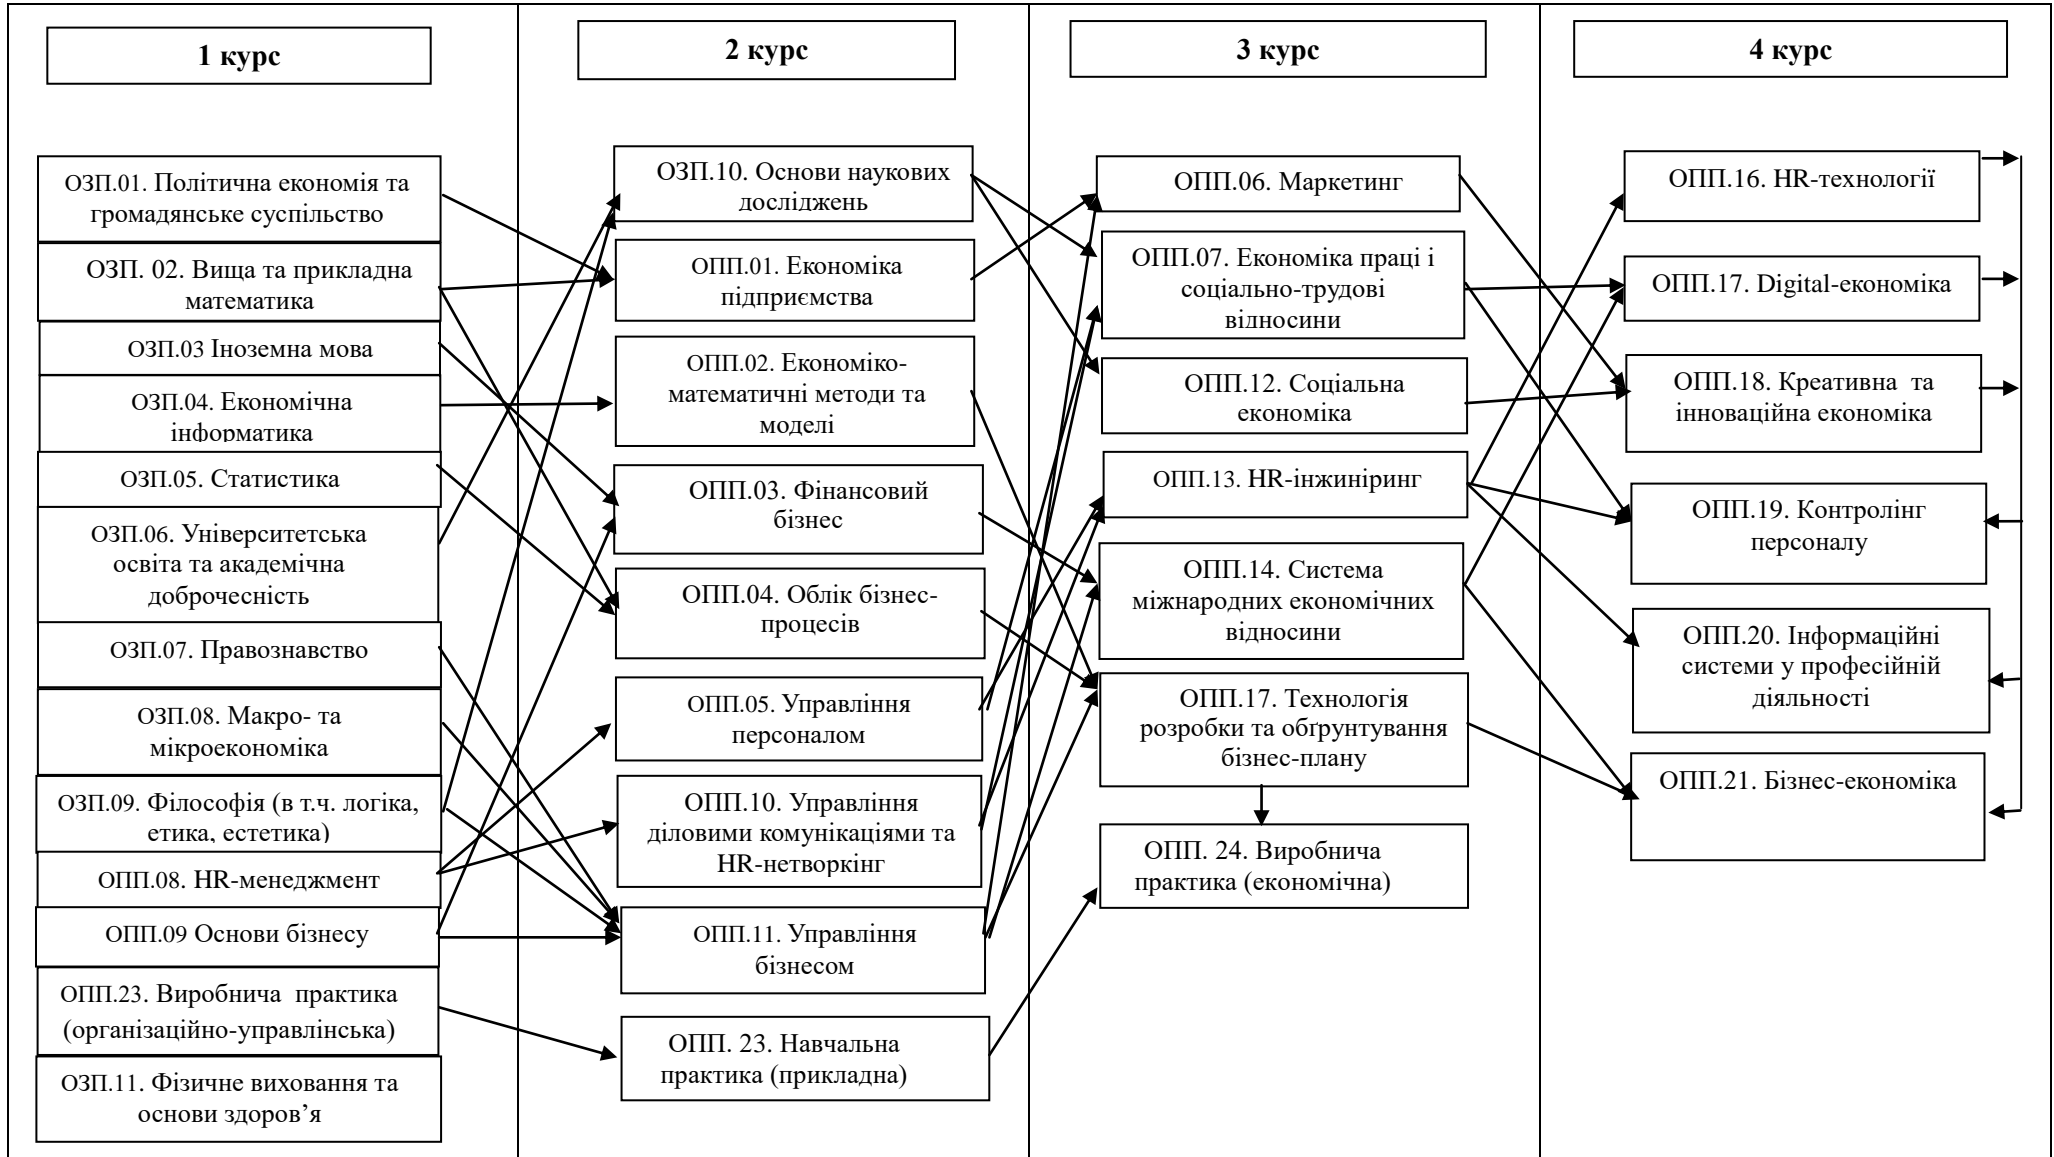 1 курс
ОЗП.01. Політична економія та
громадянське суспільство
ОЗП. 02. Вища та прикладна
математика
ОЗП.03 Іноземна мова
ОЗП.04. Економічна
інформатика
ОЗП.05. Статистика
ОЗП.06. Університетська
освіта та академічна
доброчесність
ОЗП.07. Правознавство
ОЗП.08. Макро- та
мікроекономіка
ОЗП.09. Філософія (в т.ч. логіка,
етика, естетика)
ОПП.08. HR-менеджмент
ОПП.09 Основи бізнесу
ОПП.23. Виробнича практика
(організаційно-управлінська)
ОЗП.11. Фізичне виховання та
основи здоров’я
2 курс
ОЗП.10. Основи наукових
досліджень
ОПП.01. Економіка
підприємства
ОПП.02. Економіко-
математичні методи та
моделі
ОПП.03. Фінансовий
бізнес
ОПП.04. Облік бізнес-
процесів
ОПП.05. Управління
персоналом
ОПП.10. Управління
діловими комунікаціями та
HR-нетворкінг
ОПП.11. Управління
бізнесом
ОПП. 23. Навчальна
практика (прикладна)
3 курс
ОПП.06. Маркетинг
ОПП.07. Економіка праці і
соціально-трудові
відносини
ОПП.12. Соціальна
економіка
ОПП.13. HR-інжиніринг
ОПП.14. Система
міжнародних економічних
відносини
ОПП.17. Технологія
розробки та обґрунтування
бізнес-плану
ОПП. 24. Виробнича
практика (економічна)
4 курс
ОПП.16. HR-технології
ОПП.17. Digital-економіка
ОПП.18. Креативна та
інноваційна економіка
ОПП.19. Контролінг
персоналу
ОПП.20. Інформаційні
системи у професійній
діяльності
ОПП.21. Бізнес-економіка